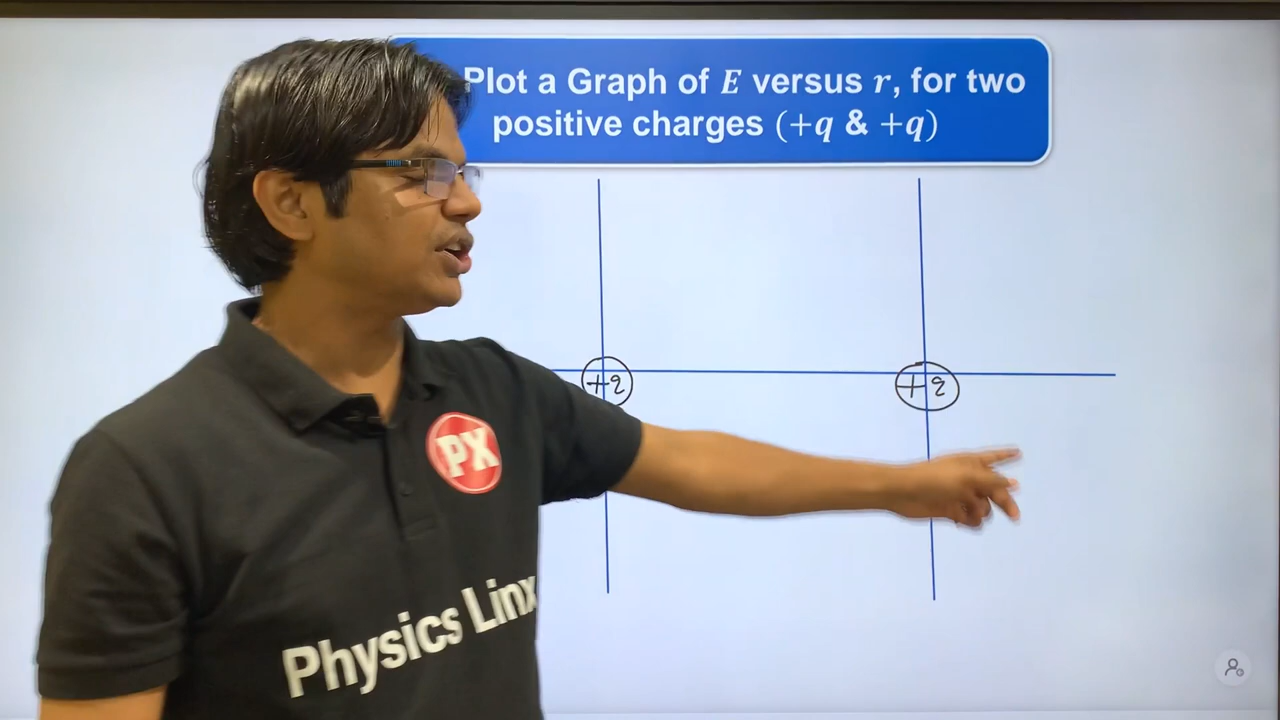 Plot a Graph of E versus r, for two
positive charges (+q & +q)
+q
+q
PX
Physics Linx